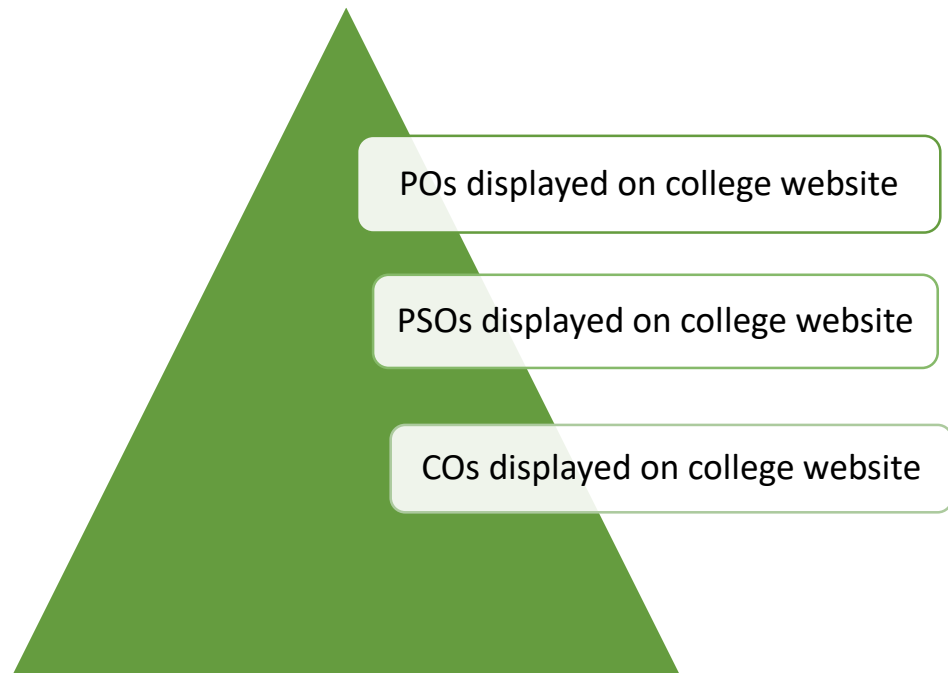 POs displayed on college website
PSOs displayed on college website
COs displayed on college website